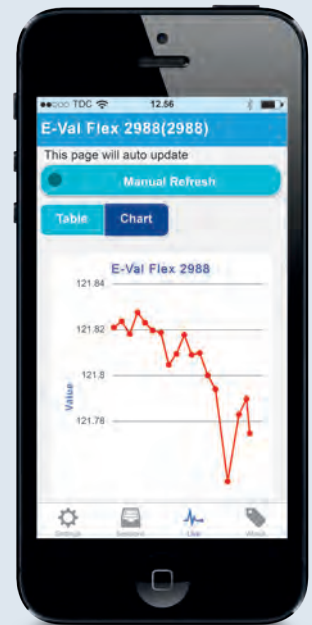 TDC 12.56
E-Val Flex 2988(2988)
This page will auto update
Manual Refresh
Table Chart
E-Val Flex 2988
121.84
121.82
121.8
121.78
Value
Settings Sessions Live About